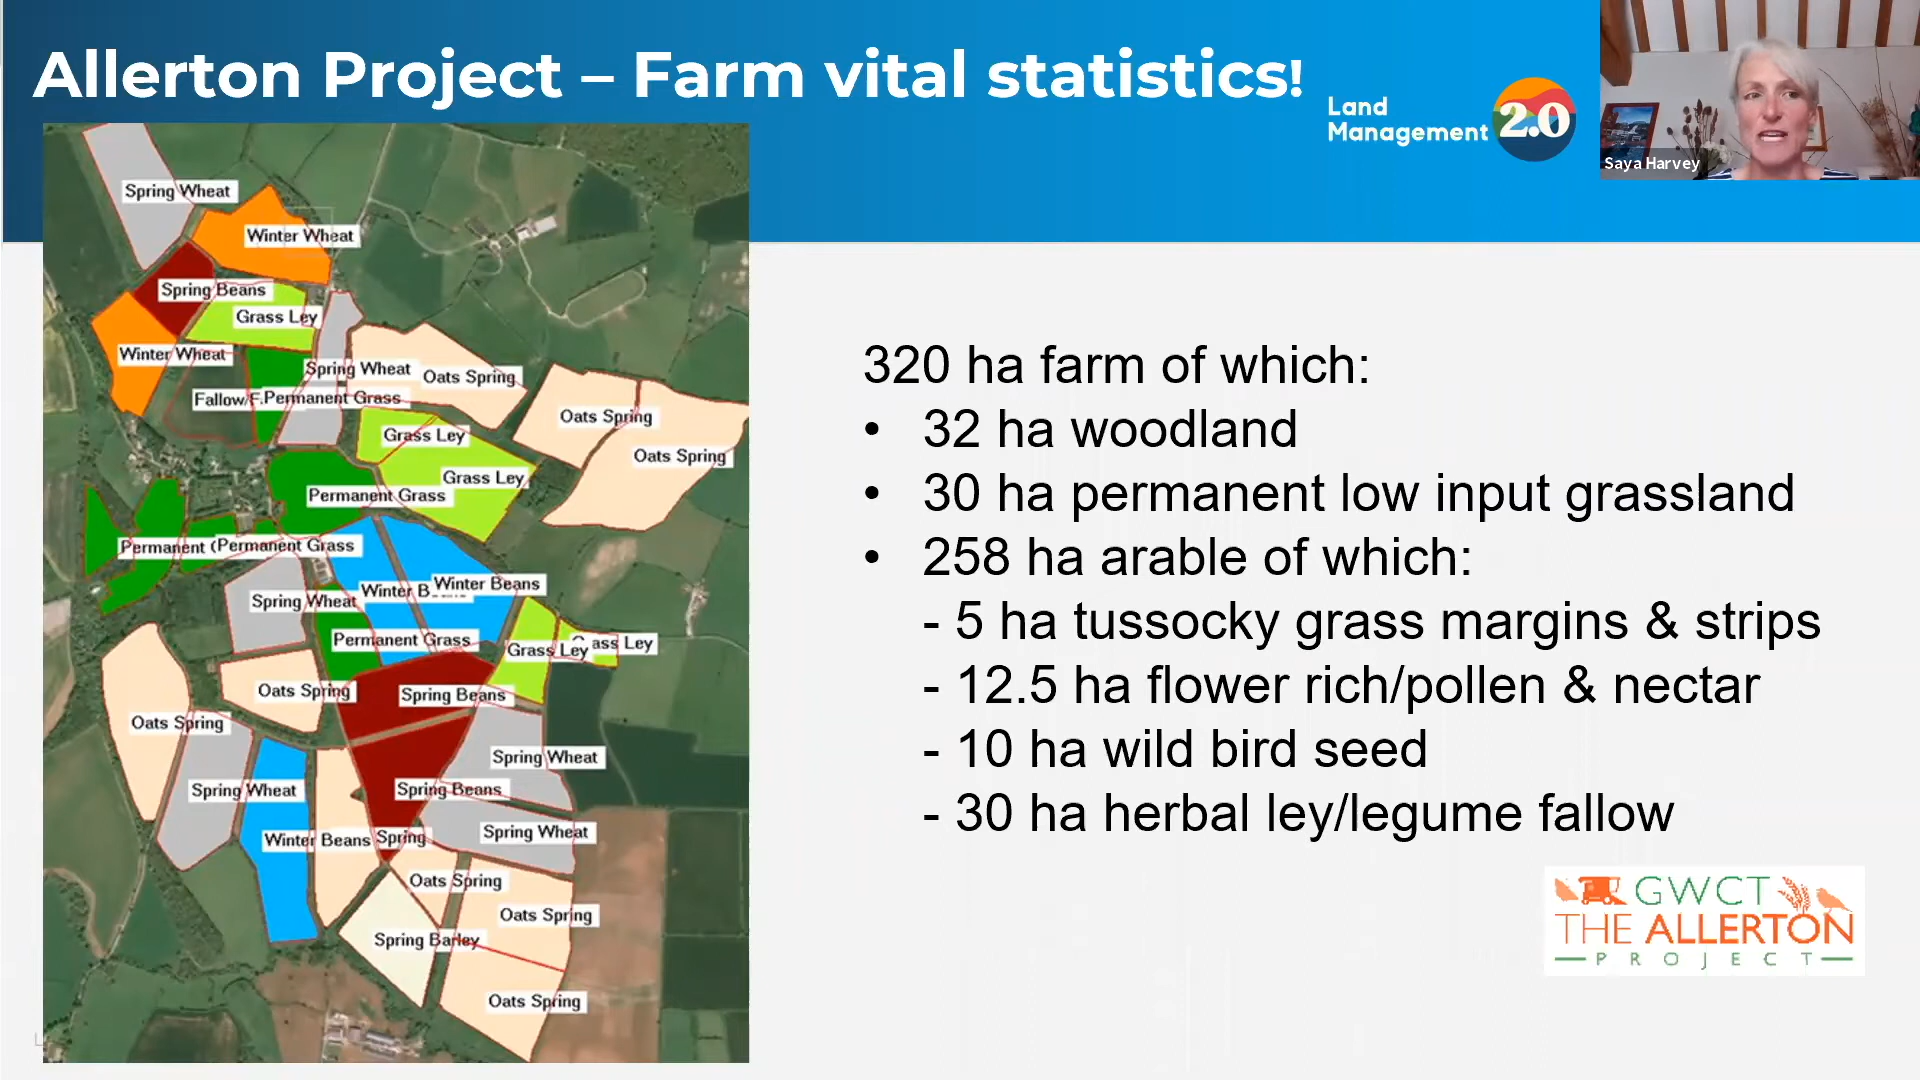 Allerton Project – Farm vital statistics!
Land
Management
2.0
Saya Harvey
Spring Wheat
Winter Wheat
Spring Beans
Grass Ley
Winter Wheat
Spring Wheat
Oats Spring
Fallow/F.
Permanent Grass
Oats Spring
Grass Ley
Oats Spring
Grass Ley
Permanent Grass
Permanent (
Permanent Grass
Winter Beans
Winter B
Spring Wheat
Permanent Grass
Grass Ley
ass Ley
Oats Spring
Spring Beans
Oats Spring
Spring Wheat
Spring Wheat
Spring Beans
Winter Beans
Spring
Spring Wheat
Oats Spring
Oats Spring
Spring Barley
Oats Spring
320 ha farm of which:
• 32 ha woodland
• 30 ha permanent low input grassland
• 258 ha arable of which:
- 5 ha tussocky grass margins & strips
- 12.5 ha flower rich/pollen & nectar
- 10 ha wild bird seed
- 30 ha herbal ley/legume fallow
GWCT
THE ALLERTON
PROJECT